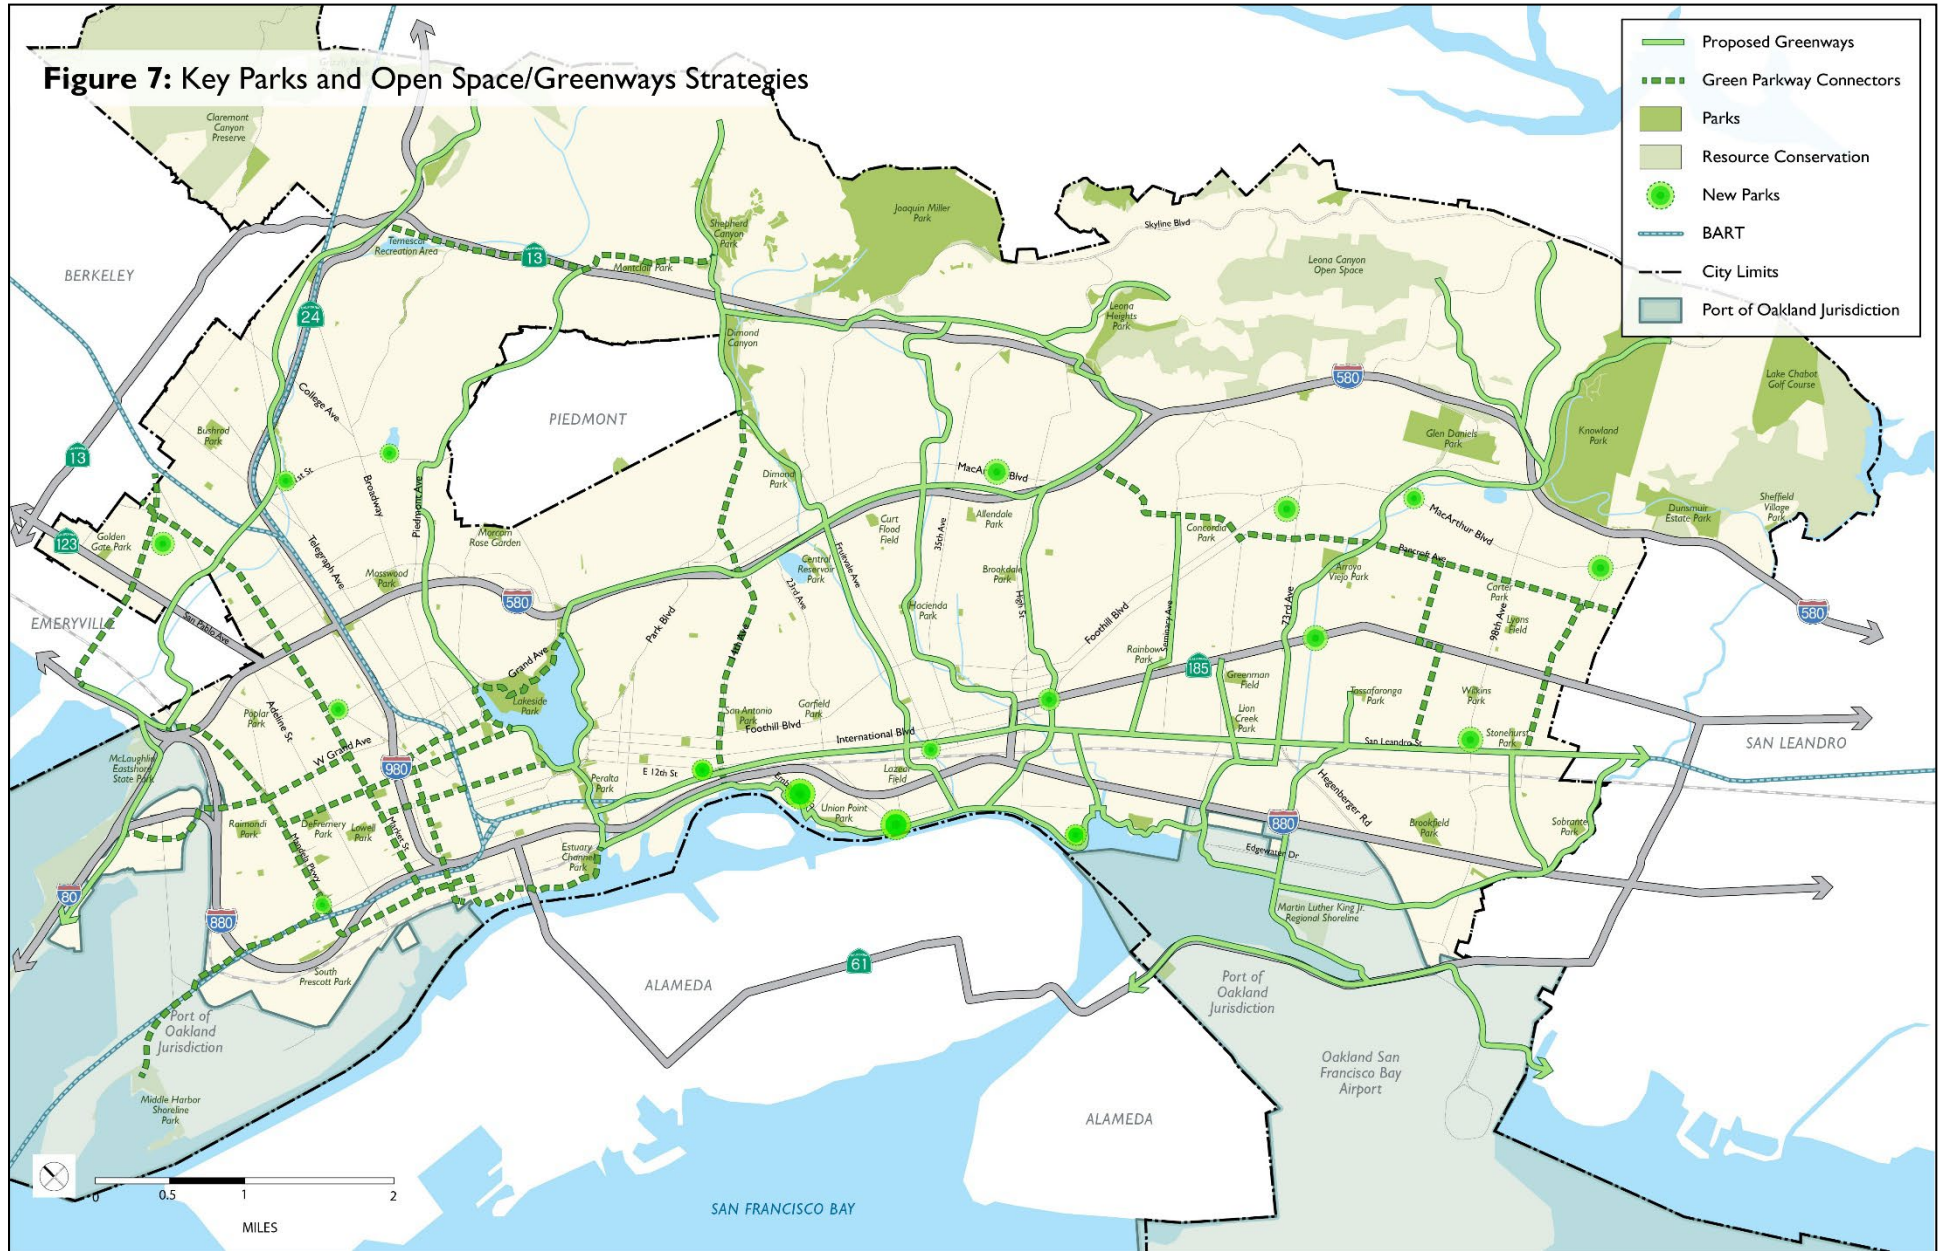 Figure 7: Key Parks and Open Space/Greenways Strategies
Proposed Greenways
Green Parkway Connectors
Parks
Resource Conservation
New Parks
BART
City Limits
Port of Oakland Jurisdiction
Claremont
Canyon
Preserve
Joaquin Miller
Park
Shepherd
Canyon
Park
Skyline Blvd
Temescal
Recreation Area
13
Montclair Park
Leona Canyon
Open Space
BERKELEY
24
Leona
Heights
Park
Dimond
Canyon
580
Lake Chabot
Golf Course
College Ave
PIEDMONT
Bushrod
Park
Glen Daniels
Park
Knowland
Park
13
1st St
Broadway
Piedmont Ave
Dimond
Park
MacA
Blvd
Sheffield
Village
Park
Dunsmuir
Estate Park
MacArthur Blvd
123
Golden
Gate Park
Telegraph Ave
Morcom
Rose Garden
Curt
Flood
Field
35th Ave
Allendale
Park
Concordia
Park
Bancroft Ave
Mosswood
Park
580
Central
Reservoir
Park
Fruitvale Ave
23rd Ave
Brookdale
Park
High St
Arroyo
Viejo Park
Carter
Park
98th Ave
Lyons
Field
580
EMERYVILLE
San Pablo Ave
Grand Ave
Park Blvd
14th Ave
Hacienda
Park
Foothill Blvd
Seminary Ave
73rd Ave
Rainbow
Park
185
Greenman
Field
Tassafaronga
Park
Wilkins
Park
Lakeside
Park
Poplar
Park
Adeline St
San Antonio
Park
Garfield
Park
Foothill Blvd
International Blvd
Lion
Creek
Park
San Leandro St
Stonehurst
Park
SAN LEANDRO
McLaughlin
Eastshore
State Park
W Grand Ave
980
E 12th St
Peralta
Park
Lazear
Field
Union Point
Park
Hegenberger Rd
Raimondi
Park
DeFremery
Park
Lowell
Park
Market St
Mandela Pkwy
Estuary
Channel
Park
880
Edgewater Dr
Brookfield
Park
Sobrante
Park
80
880
Martin Luther King Jr.
Regional Shoreline
South
Prescott Park
61
ALAMEDA
Port of
Oakland
Jurisdiction
Port of
Oakland
Jurisdiction
Oakland San
Francisco Bay
Airport
Middle Harbor
Shoreline
Park
ALAMEDA
0
0.5
1
2
MILES
SAN FRANCISCO BAY